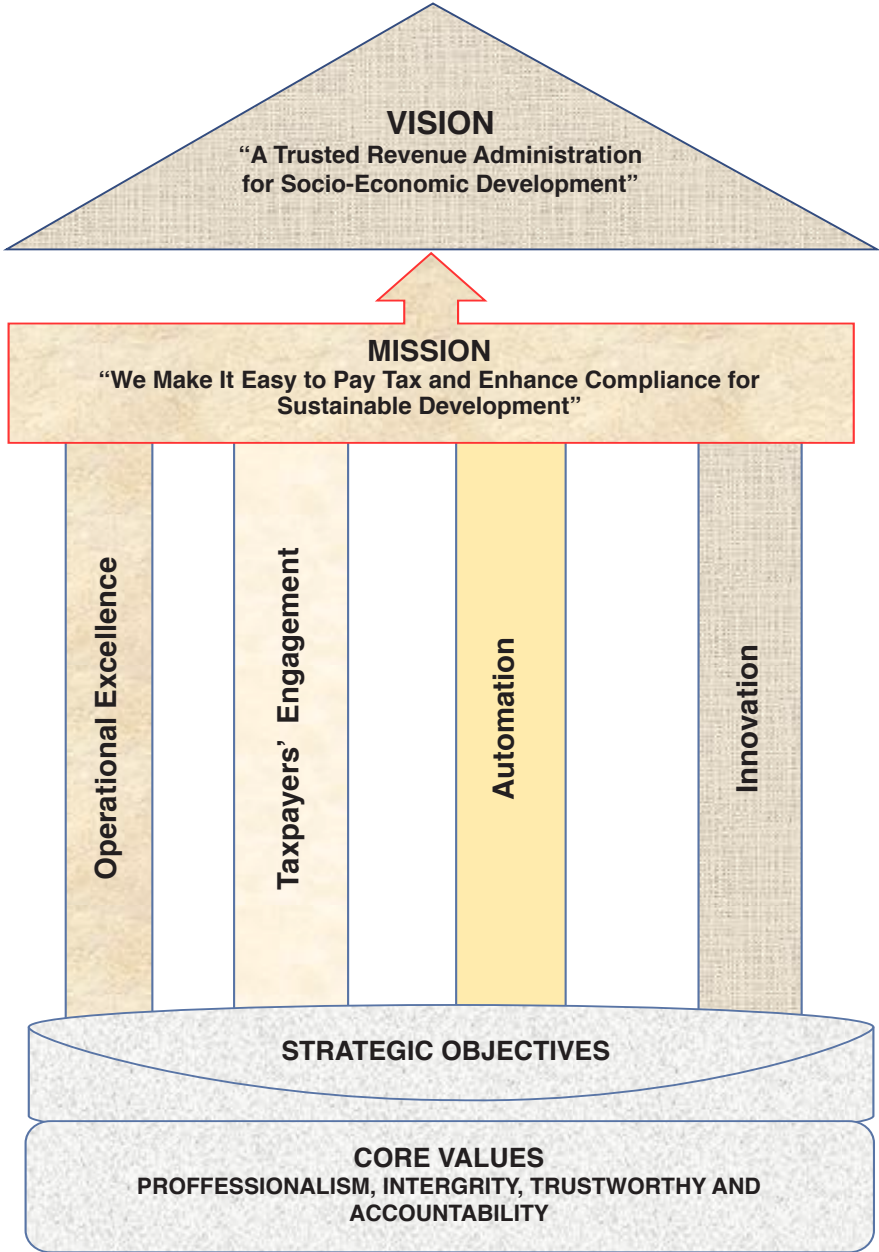 VISION
“A Trusted Revenue Administration
for Socio-Economic Development”
MISSION
“We Make It Easy to Pay Tax and Enhance Compliance for
Sustainable Development”
Operational Excellence
Taxpayers’ Engagement
Automation
Innovation
STRATEGIC OBJECTIVES
CORE VALUES
PROFFESSIONALISM, INTERGRITY, TRUSTWORTHY AND
ACCOUNTABILITY